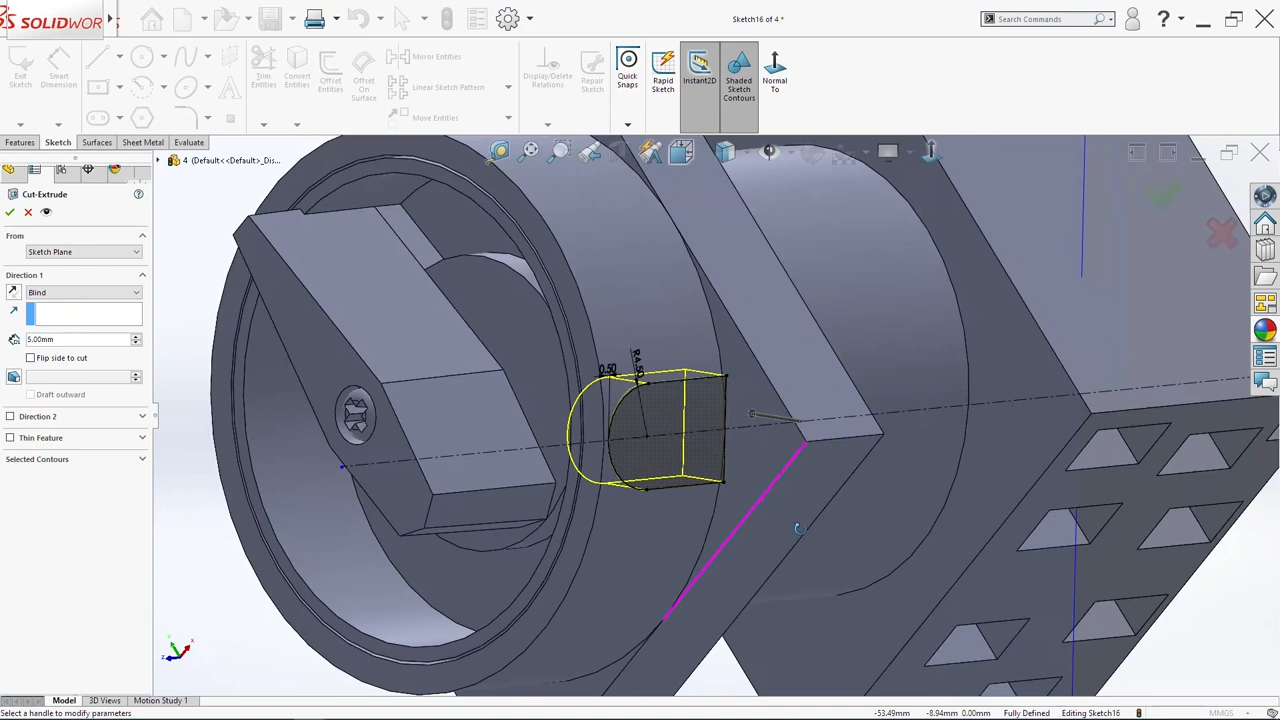 SOLIDWORKS
Sketch16 of 4 *
Search Commands
Exit Sketch
Smart Dimension
Trim Entities
Convert Entities
Offset Entities
Offset On Surface
Mirror Entities
Linear Sketch Pattern
Move Entities
Display/Delete Relations
Repair Sketch
Quick Snaps
Rapid Sketch
Instant2D
Shaded Sketch Contours
Normal To
Features
Sketch
Surfaces
Sheet Metal
Evaluate
4 (Default<<Default>_Dis...
Cut-Extrude
From
Sketch Plane
Direction 1
Blind
5.00mm
Flip side to cut
Draft outward
Direction 2
Thin Feature
Selected Contours
0.50
R4.50
Y
X
Z
Model
3D Views
Motion Study 1
Select a handle to modify parameters
-53.49mm
-8.94mm
0.00mm
Fully Defined
Editing Sketch16
MMGS